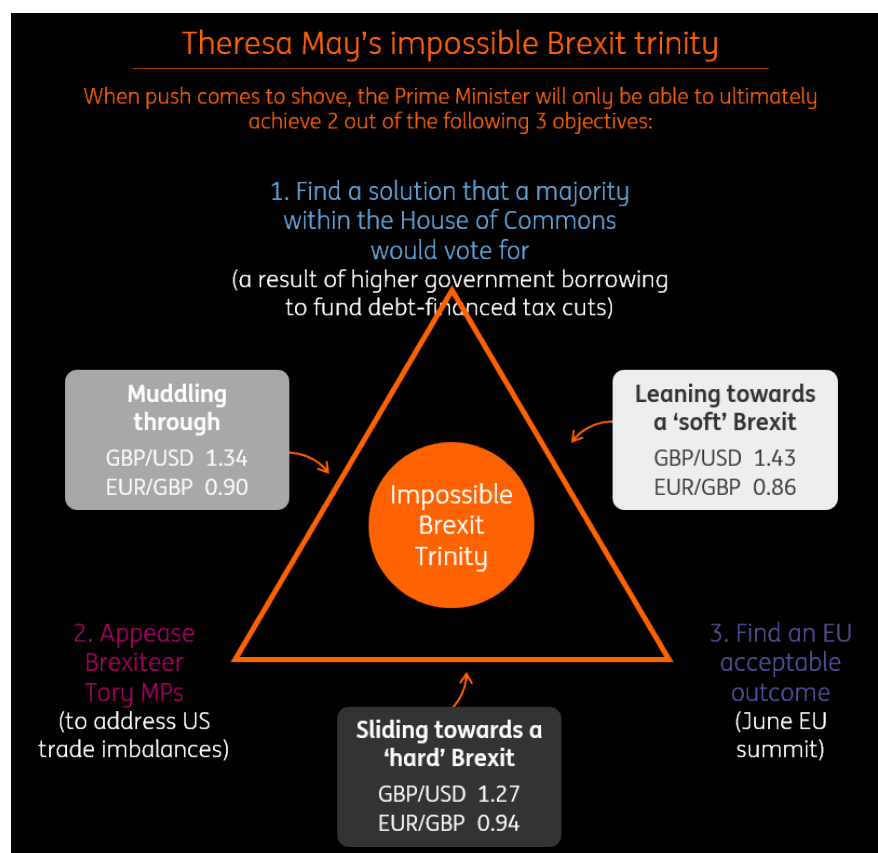 Theresa May's impossible Brexit trinity
When push comes to shove, the Prime Minister will only be able to ultimately
achieve 2 out of the following 3 objectives:
1. Find a solution that a majority
within the House of Commons
would vote for
(a result of higher government borrowing
to fund debt-financed tax cuts)
Muddling
through
GBP/USD 1.34
EUR/GBP 0.90
Leaning towards
a ‘soft’ Brexit
GBP/USD 1.43
EUR/GBP 0.86
Impossible
Brexit
Trinity
2. Appease
Brexiteer
Tory MPs
(to address US
trade imbalances)
3. Find an EU
acceptable
outcome
(June EU
summit)
Sliding towards a
‘hard’ Brexit
GBP/USD 1.27
EUR/GBP 0.94